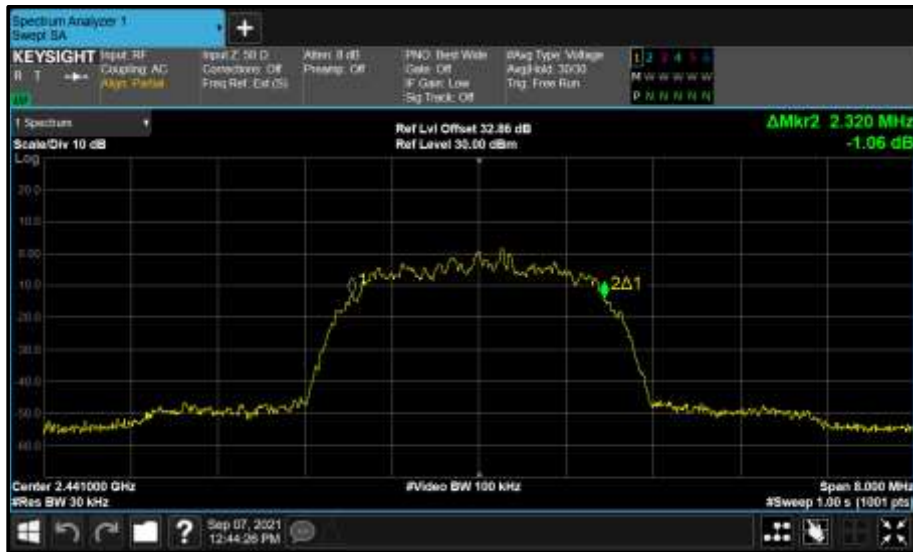 Spectrum Analyzer 1
Swept SA
+
KEYSIGHT
R T
Input: RF
Coupling: AC
Align: Partial
Input Z: 50 Ω
Corrections: Off
Freq Ref: Ext (S)
Atten: 8 dB
Preamp: Off
PNO: Best Wide
Gate: Off
IF Gain: Low
Sig Track: Off
#Avg Type: Voltage
Avg|Hold: 30/30
Trig: Free Run
1 2 3 4 5 6
M W W W W W
P N N N N N
1 Spectrum
Scale/Div 10 dB
Ref Lvl Offset 32.86 dB
Ref Level 30.00 dBm
ΔMkr2 2.320 MHz
-1.06 dB
Log
20.0
10.0
0.00
-10.0
-20.0
-30.0
-40.0
-50.0
-60.0
1
2Δ1
Center 2.441000 GHz
#Res BW 30 kHz
#Video BW 100 kHz
Span 8.000 MHz
#Sweep 1.00 s (1001 pts)
?
Sep 07, 2021
12:44:26 PM